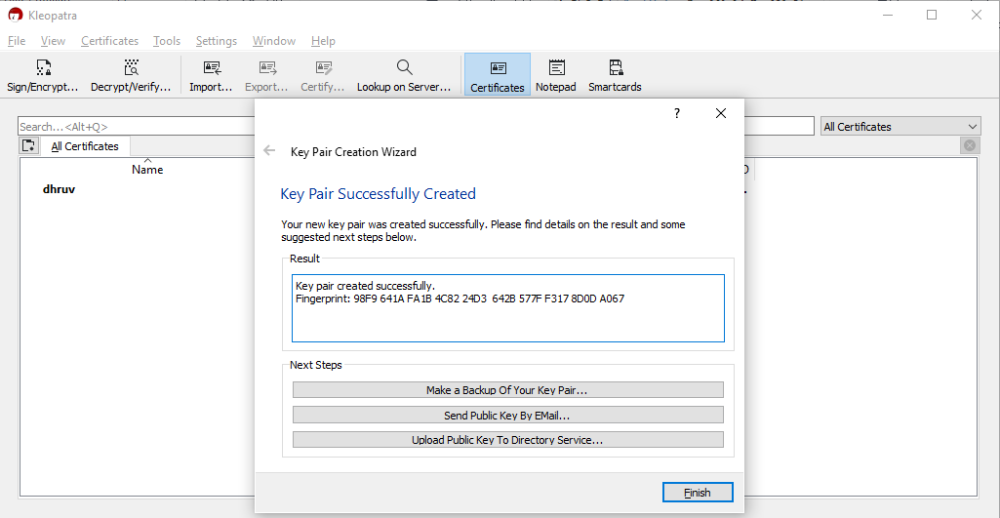 Kleopatra
File View Certificates Tools Settings Window Help
Sign/Encrypt... Decrypt/Verify... Import... Export... Certify... Lookup on Server... Certificates Notepad Smartcards
Search...<Alt+Q>
All Certificates
All Certificates
Name
dhruv
?
Key Pair Creation Wizard
Key Pair Successfully Created
Your new key pair was created successfully. Please find details on the result and some
suggested next steps below.
Result
Key pair created successfully.
Fingerprint: 98F9 641A FA1B 4C82 24D3  642B 577F F317 8D0D A067
Next Steps
Make a Backup Of Your Key Pair...
Send Public Key By EMail...
Upload Public Key To Directory Service...
Finish